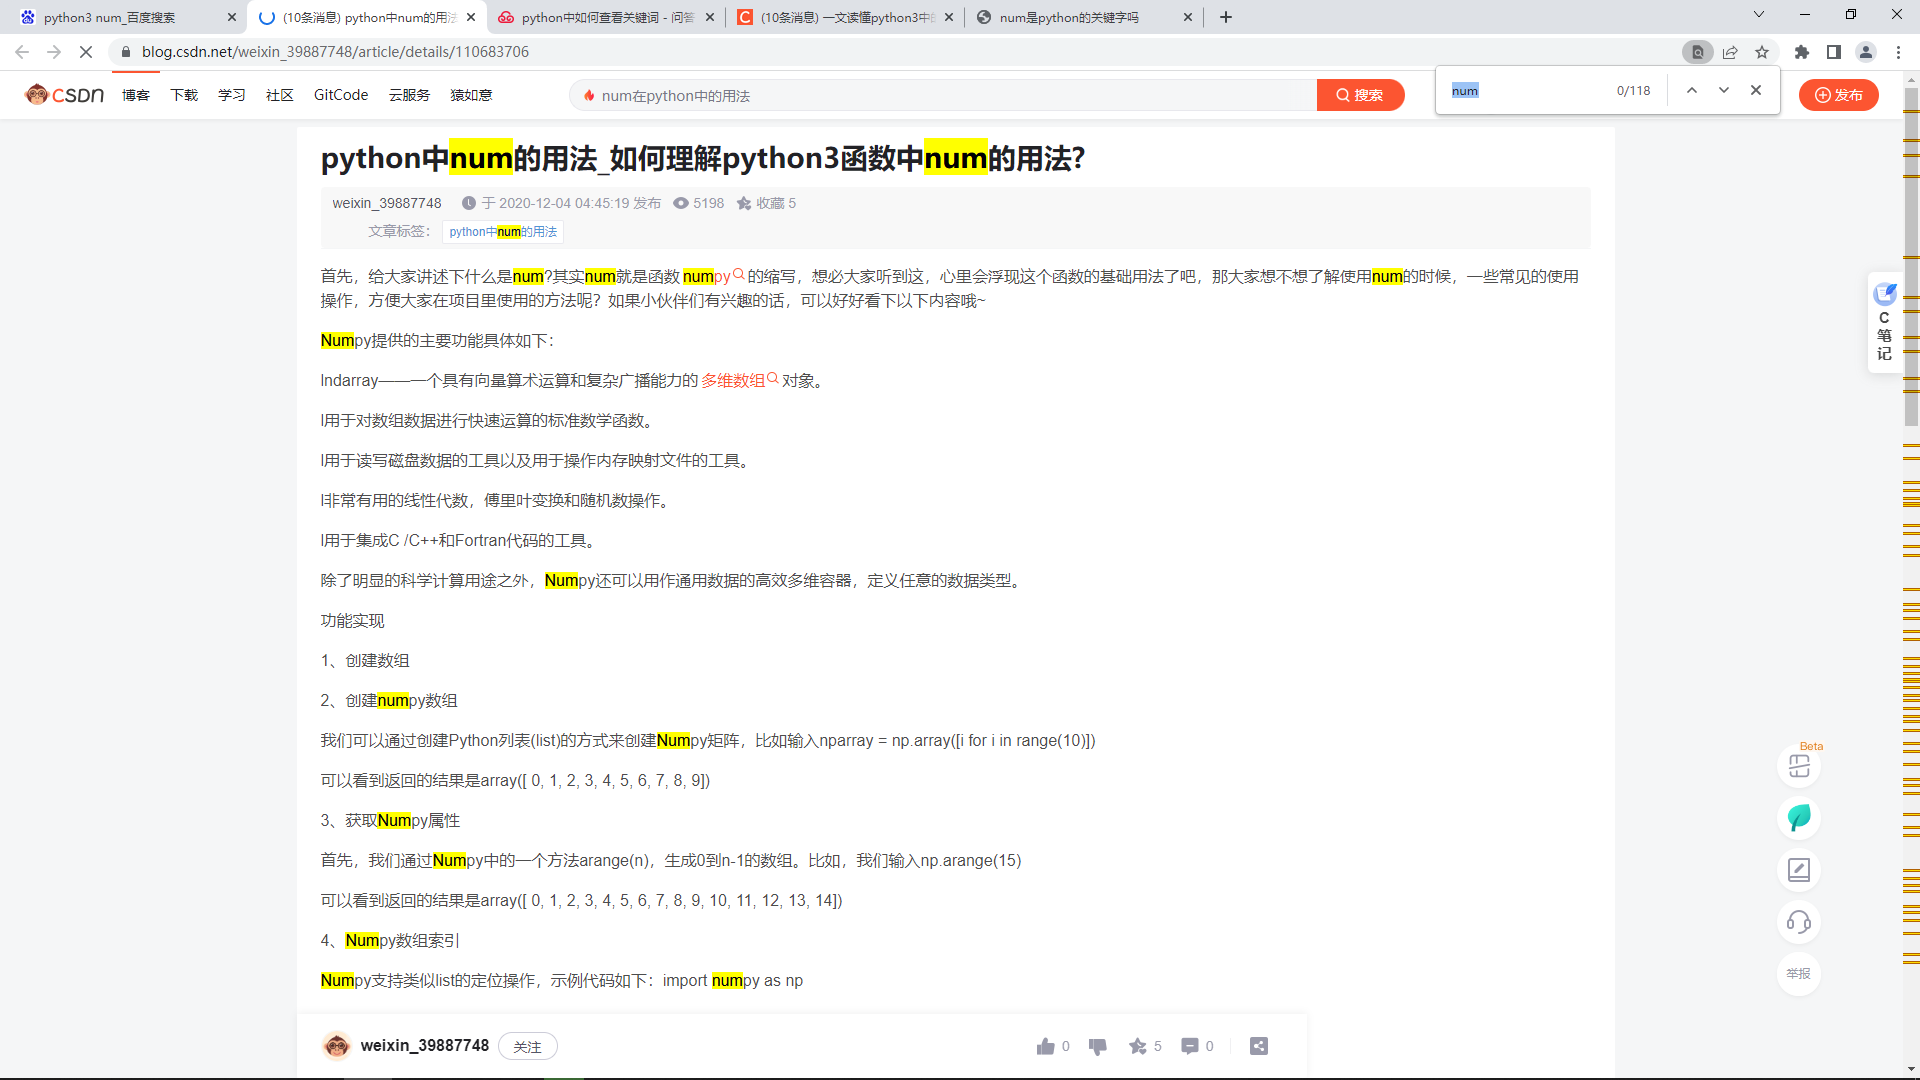 python3 num_百度搜索
(10条消息) python中num的用法
python中如何查看关键词 - 问答
(10条消息) 一文读懂python3中
num是python的关键字吗
blog.csdn.net/weixin_39887748/article/details/110683706
CSDN 博客 下载 学习 社区 GitCode 云服务 猿如意
num在python中的用法
搜索
num 0/118
发布
python中num的用法_如何理解python3函数中num的用法?
weixin_39887748 于 2020-12-04 04:45:19 发布 5198 收藏 5
文章标签： python中num的用法
首先，给大家讲述下什么是num?其实num就是函数 numpy 的缩写，想必大家听到这，心里会浮现这个函数的基础用法了吧，那大家想不想了解使用num的时候，一些常见的使用
操作，方便大家在项目里使用的方法呢？如果小伙伴们有兴趣的话，可以好好看下以下内容哦~
Numpy提供的主要功能具体如下：
lndarray——一个具有向量算术运算和复杂广播能力的 多维数组 对象。
l用于对数组数据进行快速运算的标准数学函数。
l用于读写磁盘数据的工具以及用于操作内存映射文件的工具。
l非常有用的线性代数，傅里叶变换和随机数操作。
l用于集成C /C++和Fortran代码的工具。
除了明显的科学计算用途之外，Numpy还可以用作通用数据的高效多维容器，定义任意的数据类型。
功能实现
1、创建数组
2、创建numpy数组
我们可以通过创建Python列表(list)的方式来创建Numpy矩阵，比如输入nparray = np.array([i for i in range(10)])
可以看到返回的结果是array([ 0, 1, 2, 3, 4, 5, 6, 7, 8, 9])
3、获取Numpy属性
首先，我们通过Numpy中的一个方法arange(n)，生成0到n-1的数组。比如，我们输入np.arange(15)
可以看到返回的结果是array([ 0, 1, 2, 3, 4, 5, 6, 7, 8, 9, 10, 11, 12, 13, 14])
4、Numpy数组索引
Numpy支持类似list的定位操作，示例代码如下：import numpy as np
weixin_39887748 关注 0 5 0
C
笔
记
Beta
举报